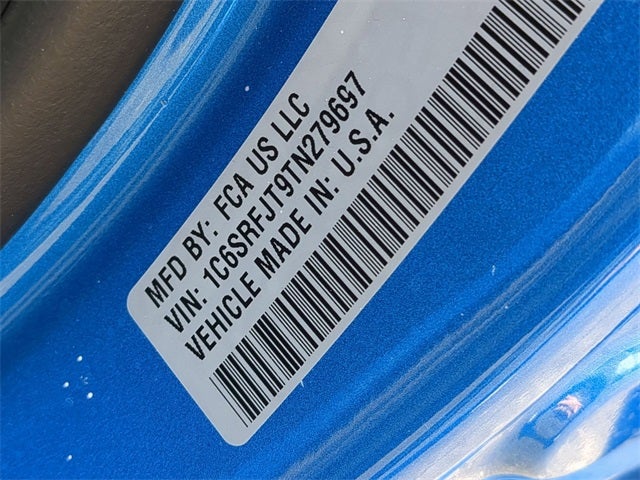 MFD BY: FCA US LLC
VIN: 1C6SRFJT9TN279697
VEHICLE MADE IN: U.S.A.